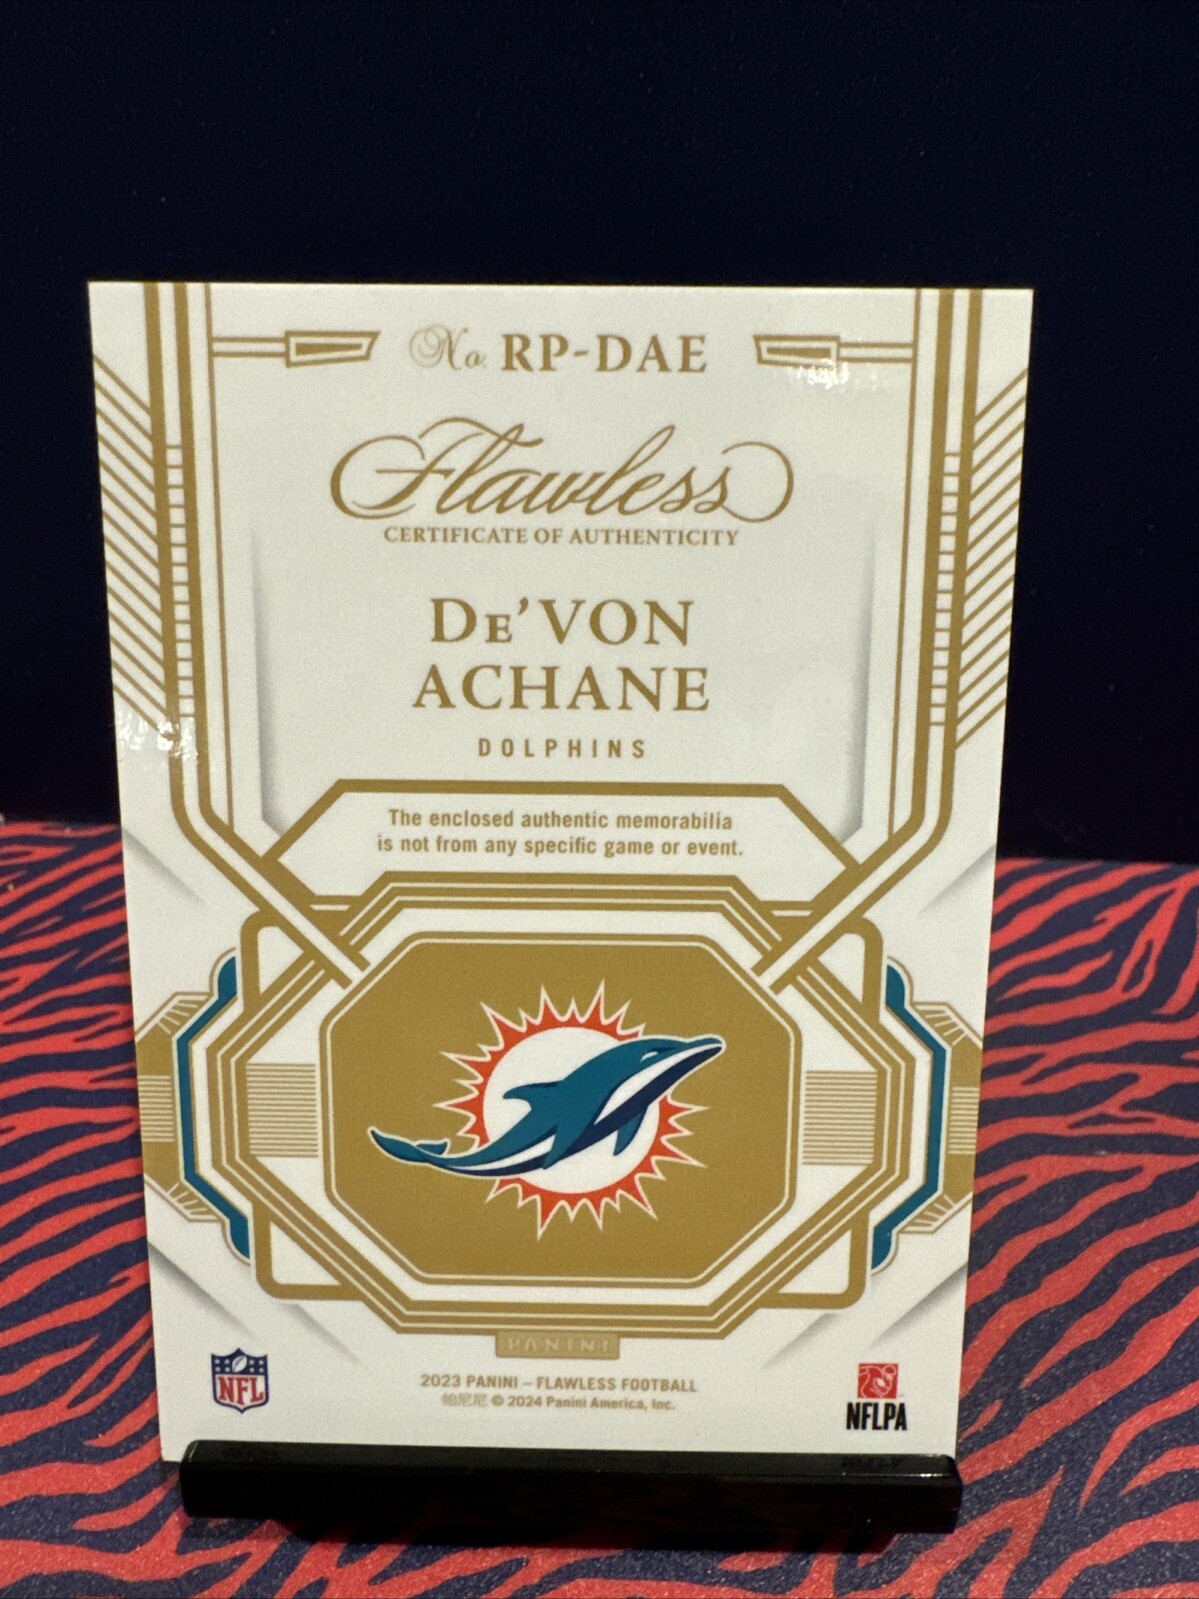 No. RP-DAE
Flawless
CERTIFICATE OF AUTHENTICITY
DE'VON
ACHANE
DOLPHINS
The enclosed authentic memorabilia
is not from any specific game or event.
PANINI
NFL
2023 PANINI – FLAWLESS FOOTBALL
帕尼尼 © 2024 Panini America, Inc.
NFLPA